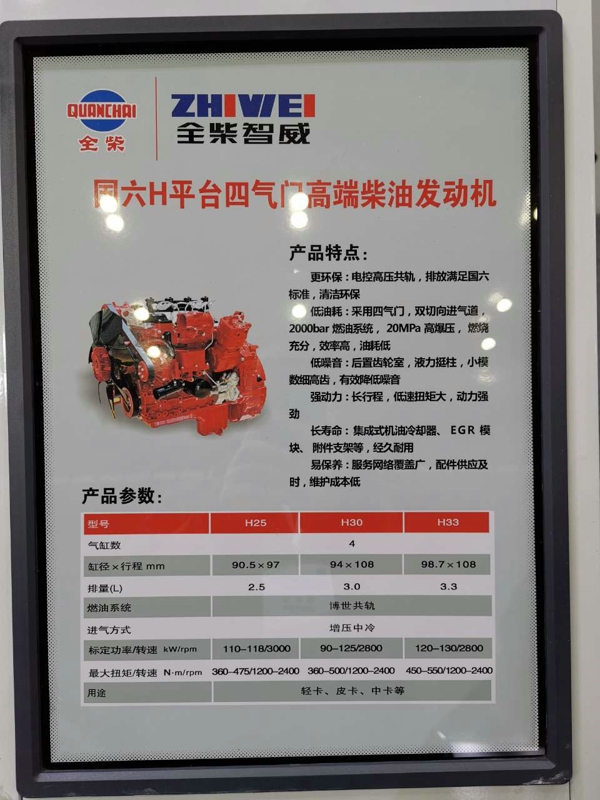 QUANCHAI
全柴
ZHIWEI
全柴智威
国六H平台四气门高端柴油发动机
产品特点：
更环保：电控高压共轨，排放满足国六
标准，清洁环保
低油耗：采用四气门，双切向进气道，
2000bar 燃油系统，20MPa 高爆压，燃烧
充分，效率高，油耗低
低噪音：后置齿轮室，液力挺柱，小模
数细高齿，有效降低噪音
强动力：长行程，低速扭矩大，动力强
劲
长寿命：集成式机油冷却器、EGR 模
块、附件支架等，经久耐用
易保养：服务网络覆盖广，配件供应及
时，维护成本低
产品参数：
型号 H25 H30 H33
气缸数 4
缸径×行程 mm 90.5×97 94×108 98.7×108
排量(L) 2.5 3.0 3.3
燃油系统 博世共轨
进气方式 增压中冷
标定功率/转速 kW/rpm 110-118/3000 90-125/2800 120-130/2800
最大扭矩/转速 N·m/rpm 360-475/1200-2400 360-500/1200-2400 450-550/1200-2400
用途 轻卡、皮卡、中卡等